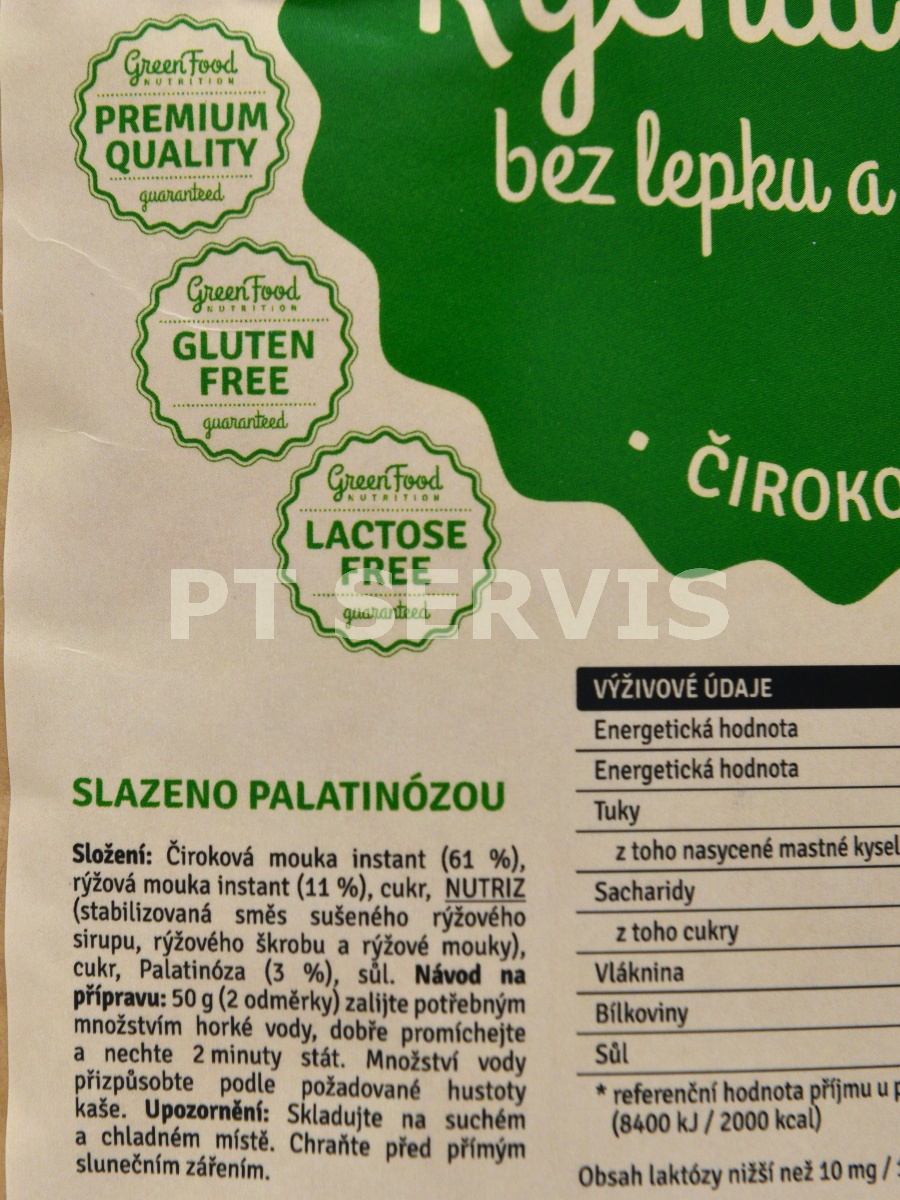 GreenFood
NUTRITION
PREMIUM
QUALITY
guaranteed
bez lepku a
GreenFood
NUTRITION
GLUTEN
FREE
guaranteed
GreenFood
NUTRITION
LACTOSE
FREE
guaranteed
PT SERVIS
SLAZENO PALATINÓZOU
Složení: Čiroková mouka instant (61 %),
rýžová mouka instant (11 %), cukr, NUTRIZ
(stabilizovaná směs sušeného rýžového
sirupu, rýžového škrobu a rýžové mouky),
cukr, Palatinóza (3 %), sůl. Návod na
přípravu: 50 g (2 odměrky) zalijte potřebným
množstvím horké vody, dobře promíchejte
a nechte 2 minuty stát. Množství vody
přizpůsobte podle požadované hustoty
kaše. Upozornění: Skladujte na suchém
a chladném místě. Chraňte před přímým
slunečním zářením.
VÝŽIVOVÉ ÚDAJE
Energetická hodnota
Energetická hodnota
Tuky
z toho nasycené mastné kysel
Sacharidy
z toho cukry
Vláknina
Bílkoviny
Sůl
* referenční hodnota příjmu u p
(8400 kJ / 2000 kcal)
Obsah laktózy nižší než 10 mg /
• ČIROKO